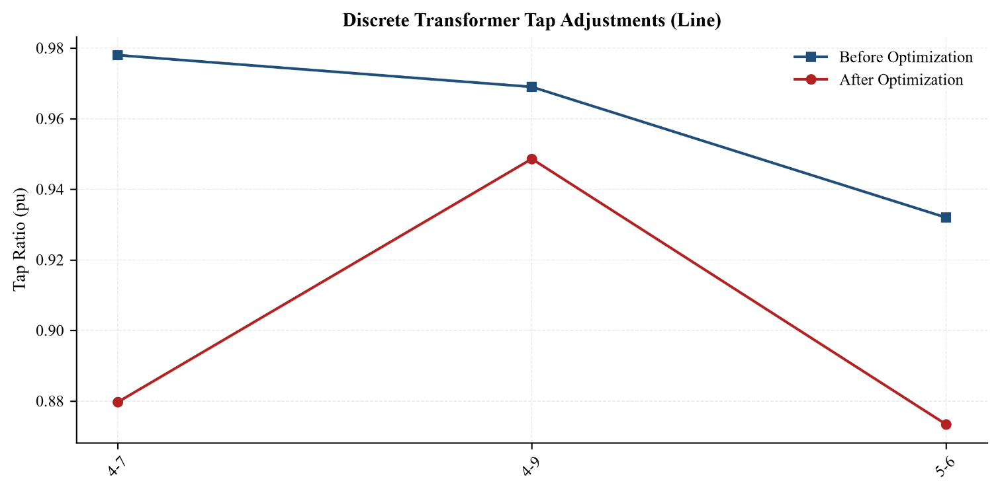 Discrete Transformer Tap Adjustments (Line)
Before Optimization
After Optimization
Tap Ratio (pu)
0.98
0.96
0.94
0.92
0.90
0.88
4-7
4-9
5-6